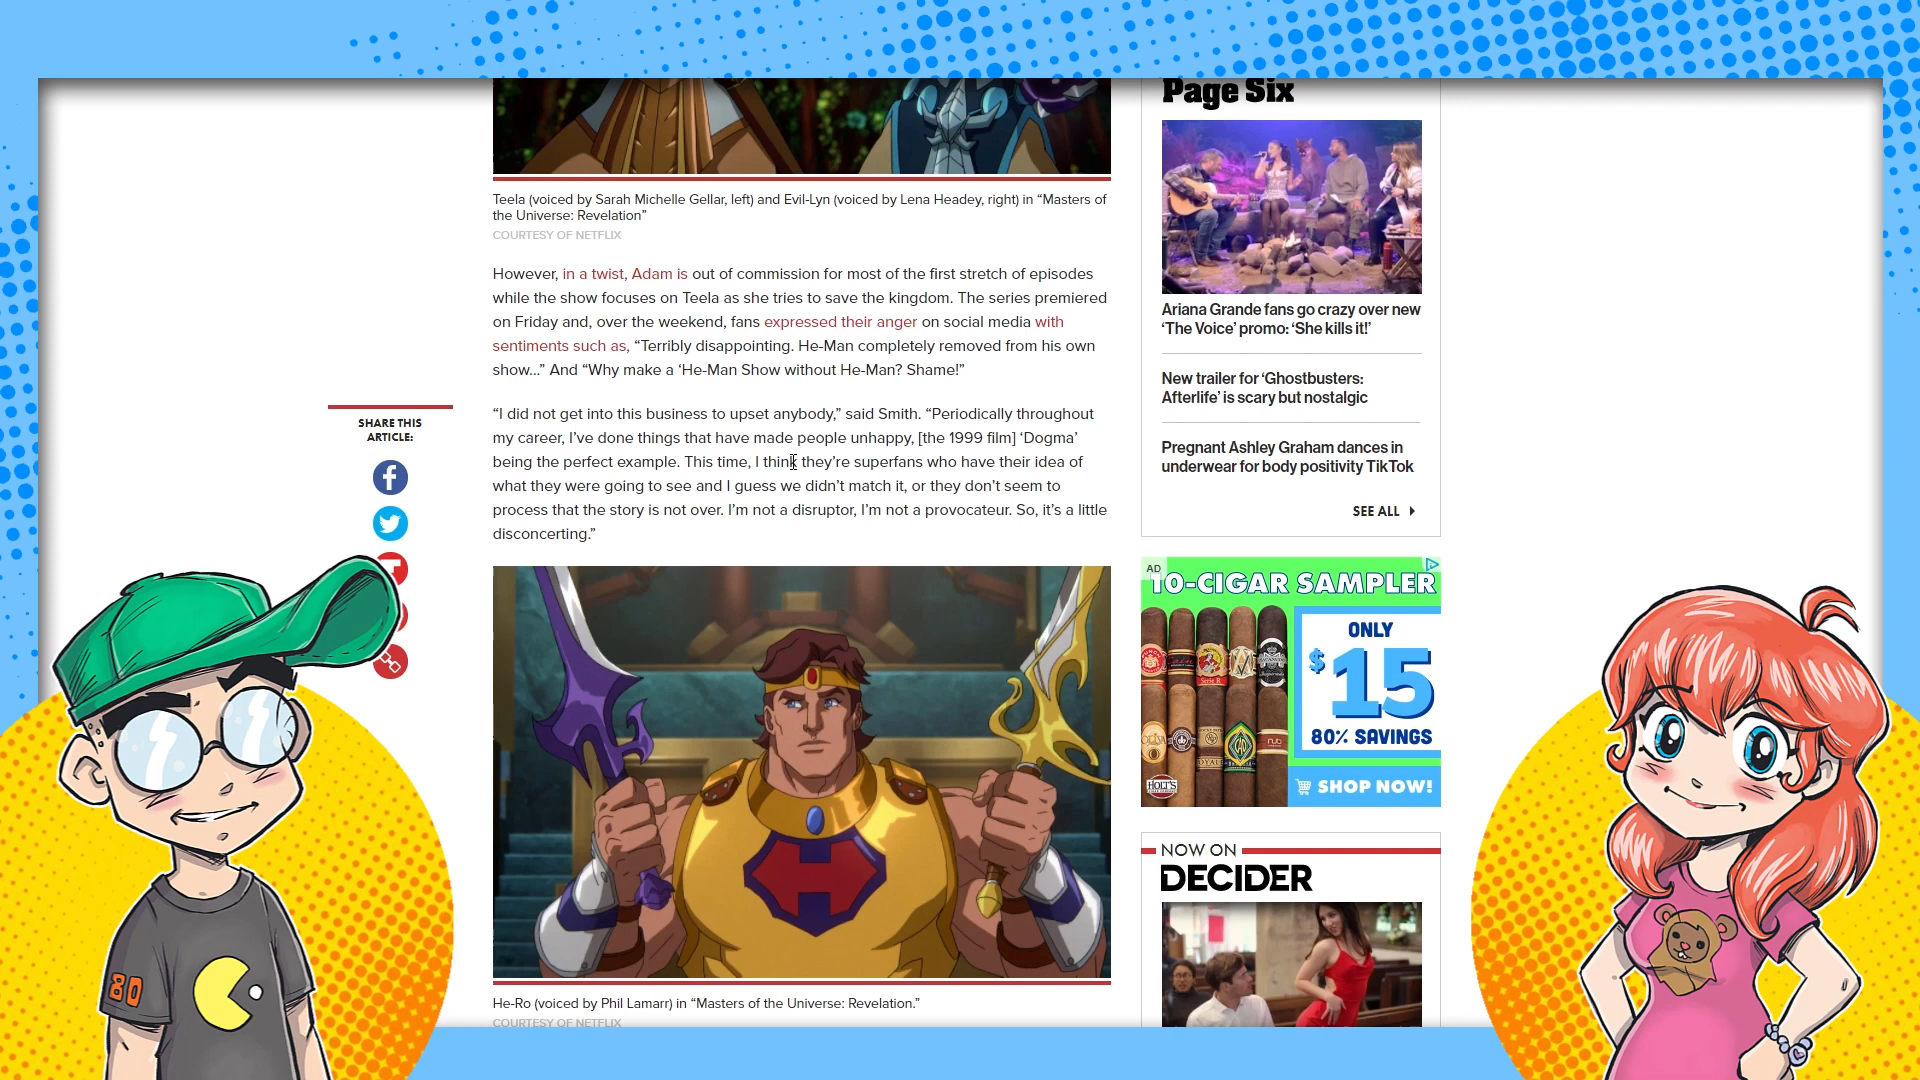 Page Six
Teela (voiced by Sarah Michelle Gellar, left) and Evil-Lyn (voiced by Lena Headey, right) in “Masters of
the Universe: Revelation”
COURTESY OF NETFLIX
However, in a twist, Adam is out of commission for most of the first stretch of episodes
while the show focuses on Teela as she tries to save the kingdom. The series premiered
on Friday and, over the weekend, fans expressed their anger on social media with
sentiments such as, “Terribly disappointing. He-Man completely removed from his own
show...” And “Why make a ‘He-Man Show without He-Man? Shame!”
“I did not get into this business to upset anybody,” said Smith. “Periodically throughout
my career, I’ve done things that have made people unhappy, [the 1999 film] ‘Dogma’
being the perfect example. This time, I think they’re superfans who have their idea of
what they were going to see and I guess we didn’t match it, or they don’t seem to
process that the story is not over. I’m not a disruptor, I’m not a provocateur. So, it’s a little
disconcerting.”
He-Ro (voiced by Phil Lamarr) in “Masters of the Universe: Revelation.”
COURTESY OF NETFLIX
SHARE THIS
ARTICLE:
Ariana Grande fans go crazy over new
‘The Voice’ promo: ‘She kills it!’
New trailer for ‘Ghostbusters:
Afterlife’ is scary but nostalgic
Pregnant Ashley Graham dances in
underwear for body positivity TikTok
SEE ALL
AD
10-CIGAR SAMPLER
ONLY
$15
80% SAVINGS
SHOP NOW!
HOLT'S
NOW ON
DECIDER
80
H